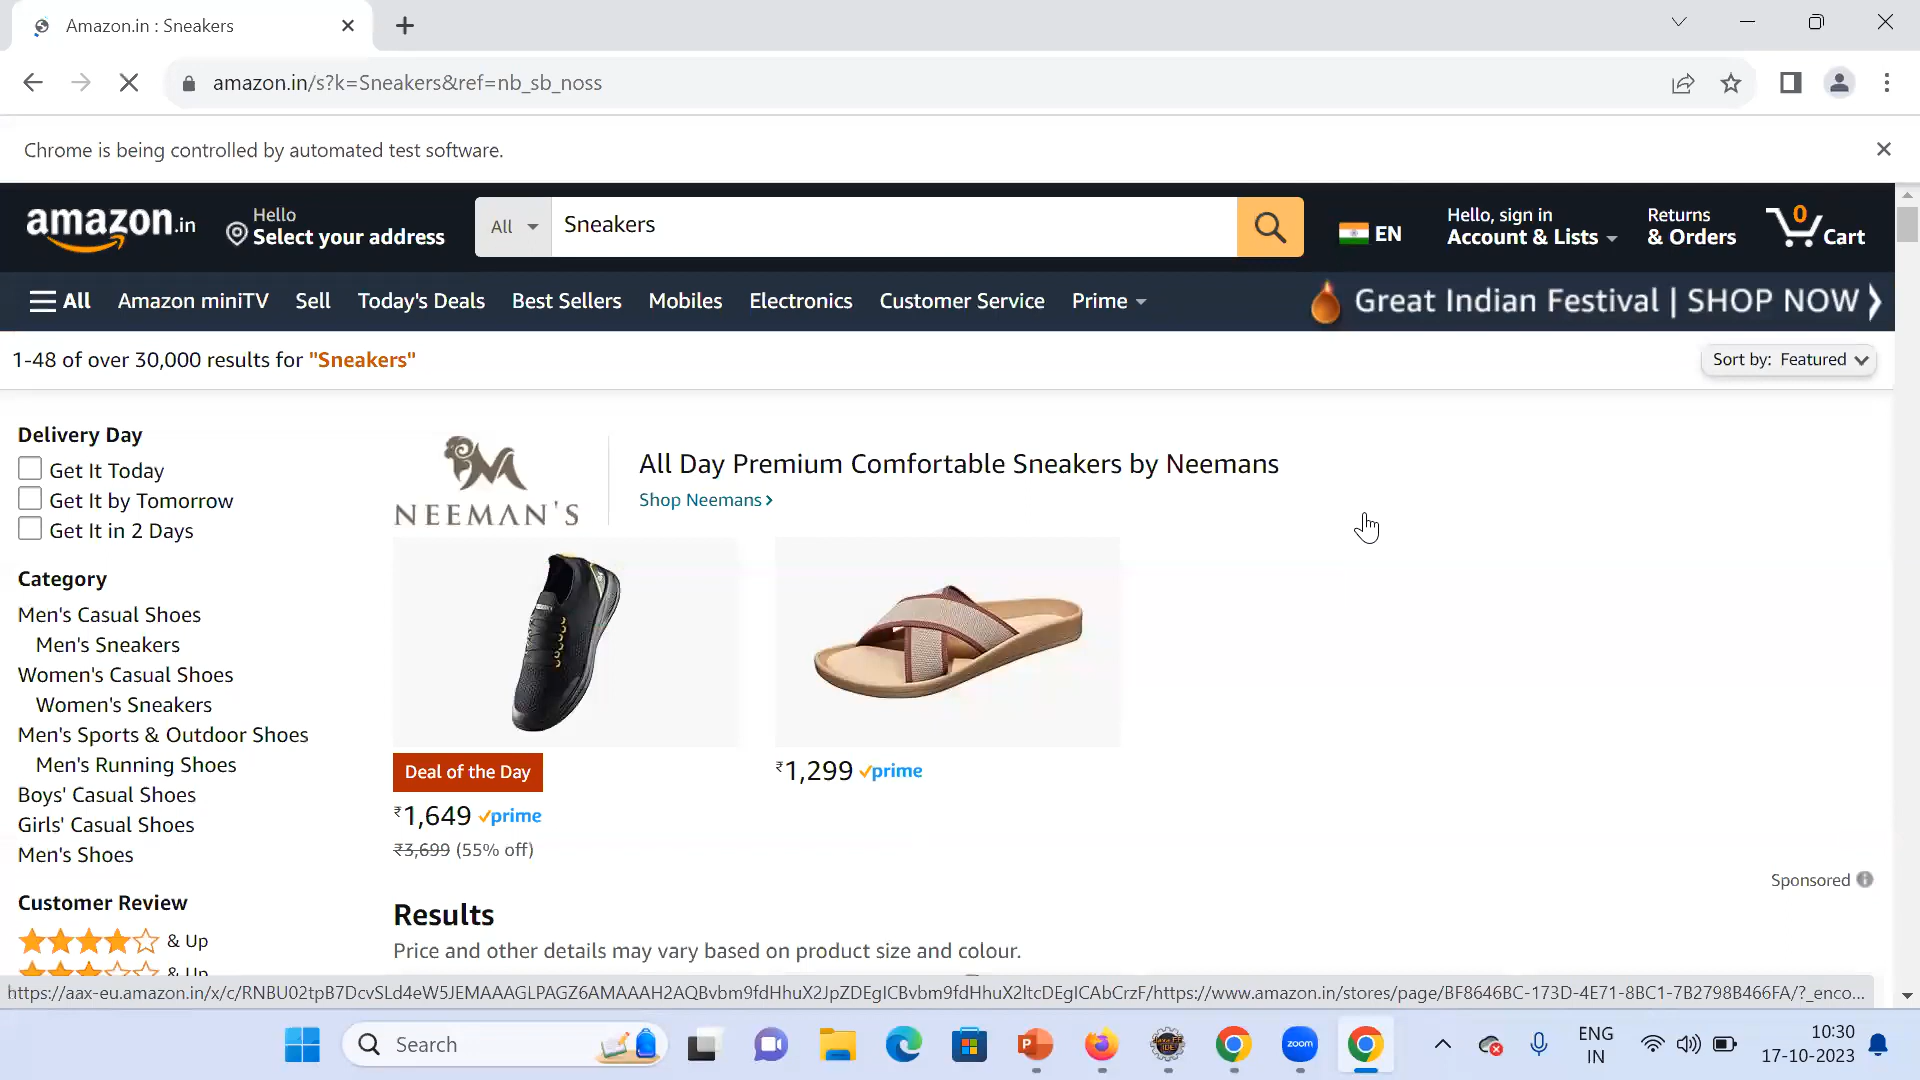 Amazon.in : Sneakers
amazon.in/s?k=Sneakers&ref=nb_sb_noss
Chrome is being controlled by automated test software.
amazon.in
Hello
Select your address
All
Sneakers
EN
Hello, sign in
Account & Lists
Returns
& Orders
0
Cart
All
Amazon miniTV
Sell
Today's Deals
Best Sellers
Mobiles
Electronics
Customer Service
Prime
Great Indian Festival | SHOP NOW
1-48 of over 30,000 results for "Sneakers"
Sort by: Featured
Delivery Day
Get It Today
Get It by Tomorrow
Get It in 2 Days
Category
Men's Casual Shoes
Men's Sneakers
Women's Casual Shoes
Women's Sneakers
Men's Sports & Outdoor Shoes
Men's Running Shoes
Boys' Casual Shoes
Girls' Casual Shoes
Men's Shoes
Customer Review
& Up
& Up
NEEMAN'S
All Day Premium Comfortable Sneakers by Neemans
Shop Neemans
Deal of the Day
₹1,649 prime
₹3,699 (55% off)
₹1,299 prime
Sponsored
Results
Price and other details may vary based on product size and colour.
https://aax-eu.amazon.in/x/c/RNBU02tpB7DcvSLd4eW5JEMAAAGLPAGZ6AMAAAH2AQBvbm9fdHhuX2JpZDEgICBvbm9fdHhuX2ltcDEgICAbCrzF/https://www.amazon.in/stores/page/BF8646BC-173D-4E71-8BC1-7B2798B466FA/?_enco...
Search
zoom
ENG
IN
10:30
17-10-2023